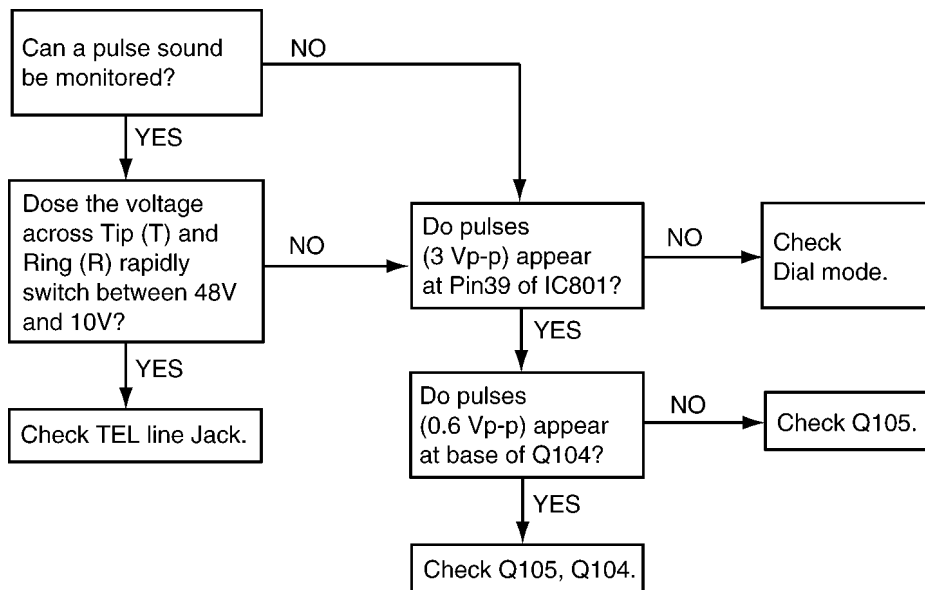 Can a pulse sound
be monitored?
NO
YES
Dose the voltage
across Tip (T) and
Ring (R) rapidly
switch between 48V
and 10V?
NO
YES
Check TEL line Jack.
Do pulses
(3 Vp-p) appear
at Pin39 of IC801?
NO
Check
Dial mode.
YES
Do pulses
(0.6 Vp-p) appear
at base of Q104?
NO
Check Q105.
YES
Check Q105, Q104.